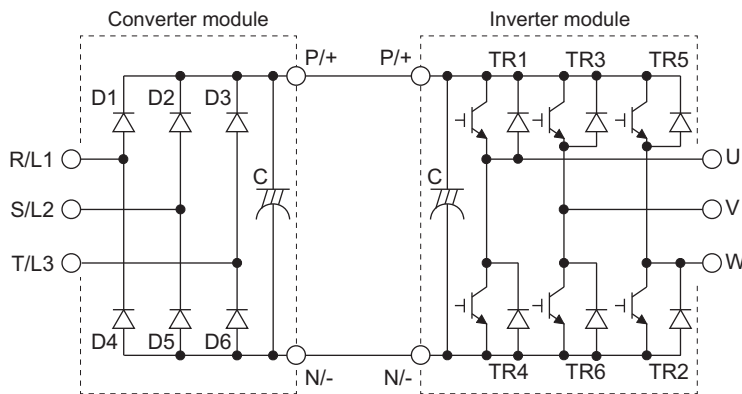 Converter module
Inverter module
P/+
P/+
TR1
TR3
TR5
D1
D2
D3
R/L1
U
C
C
S/L2
V
T/L3
W
D4
D5
D6
TR4
TR6
TR2
N/-
N/-